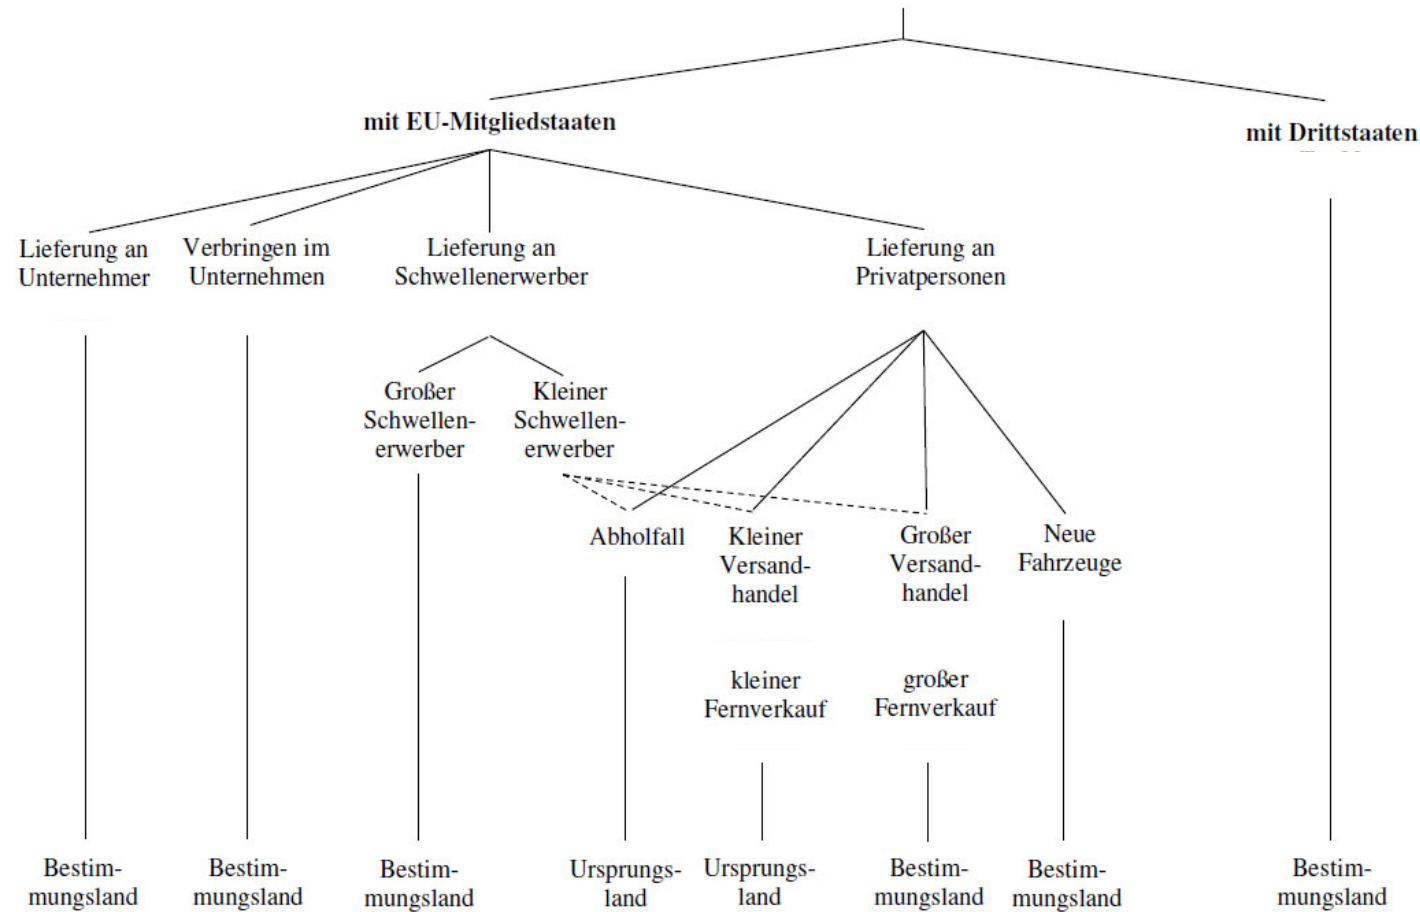 mit EU-Mitgliedstaaten
mit Drittstaaten
Lieferung an
Unternehmer
Verbringen im
Unternehmen
Lieferung an
Schwellenerwerber
Lieferung an
Privatpersonen
Großer
Schwellen-
erwerber
Kleiner
Schwellen-
erwerber
Abholfall
Kleiner
Versand-
handel
Großer
Versand-
handel
Neue
Fahrzeuge
kleiner
Fernverkauf
großer
Fernverkauf
Bestim-
mungsland
Bestim-
mungsland
Bestim-
mungsland
Ursprungs-
land
Ursprungs-
land
Bestim-
mungsland
Bestim-
mungsland
Bestim-
mungsland